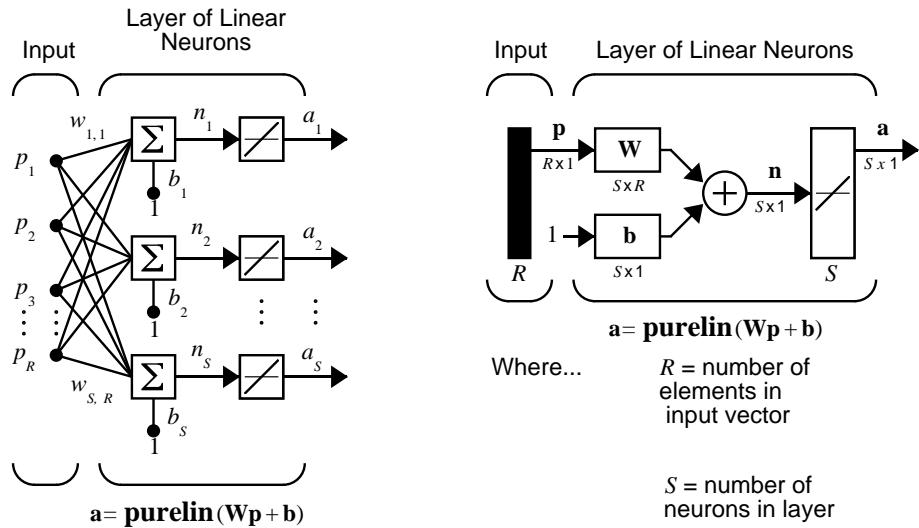 Layer of Linear
Neurons
Input
w1,1
n1
a1
Σ
p1
b1
1
p2
n2
a2
Σ
p3
b2
1
pR
nS
aS
Σ
wS, R
bS
1
a= purelin(Wp+b)
Input
Layer of Linear Neurons
p
a
W
R x 1
S x 1
S x R
n
+
S x 1
1
b
S x 1
R
S
a= purelin(Wp+b)
Where...
R = number of
elements in
input vector
S = number of
neurons in layer